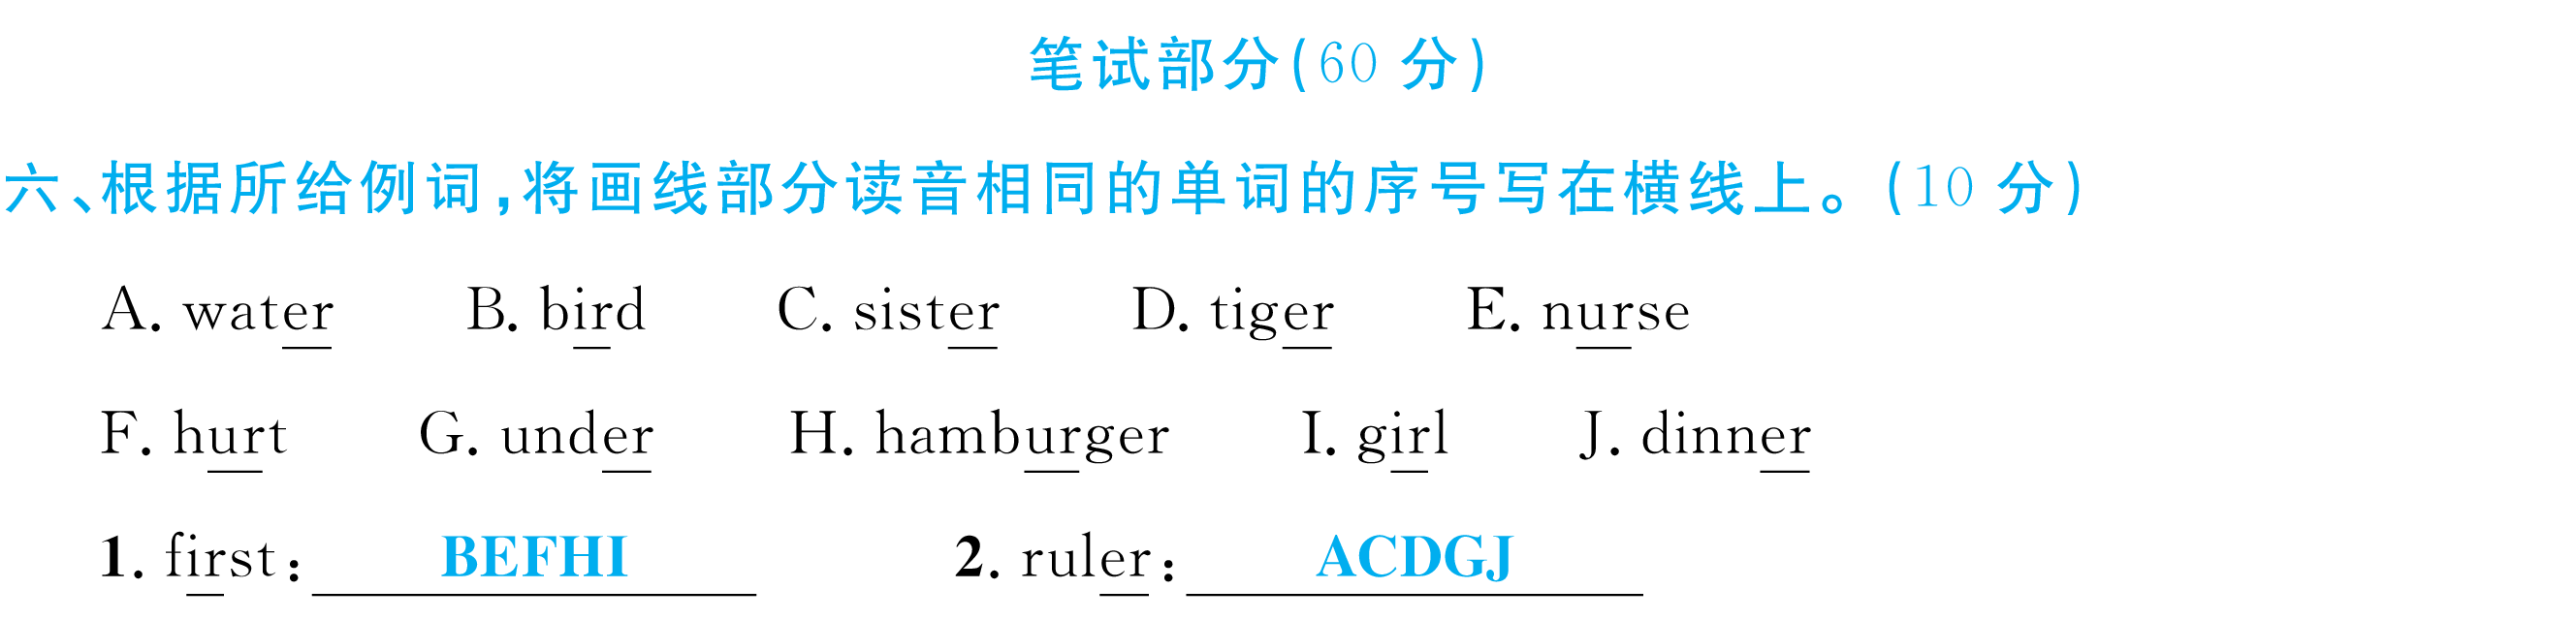 笔试部分(60 分)
六、根据所给例词,将画线部分读音相同的单词的序号写在横线上。(10 分)
A. water B. bird C. sister D. tiger E. nurse
F. hurt G. under H. hamburger I. girl J. dinner
1. first: BEFHI 2. ruler: ACDGJ